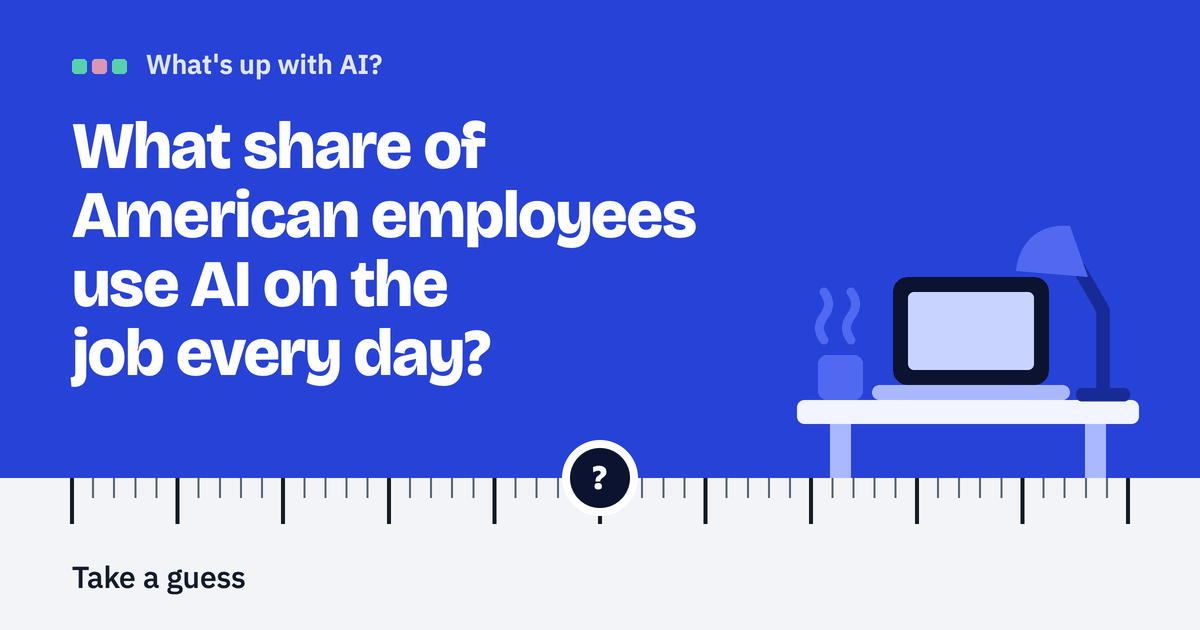 What's up with AI?
What share of
American employees
use AI on the
job every day?
?
Take a guess